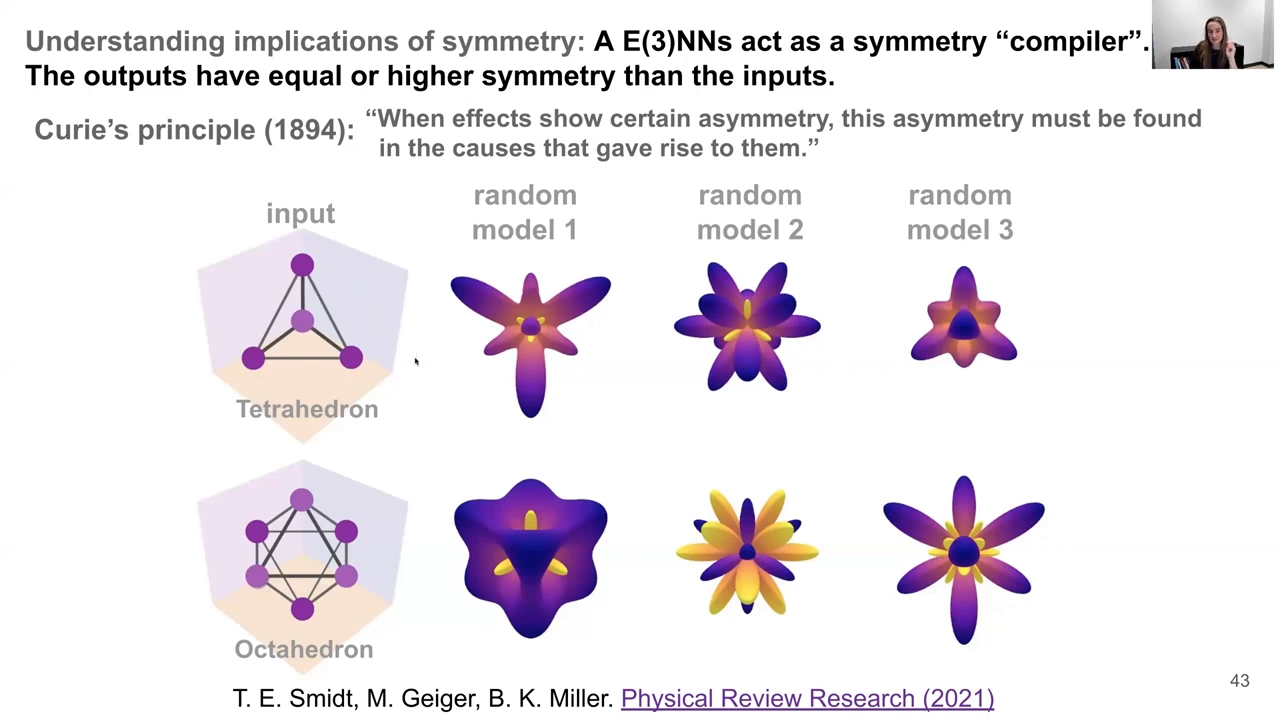 Understanding implications of symmetry: A E(3)NNs act as a symmetry “compiler”.
The outputs have equal or higher symmetry than the inputs.
Curie’s principle (1894): “When effects show certain asymmetry, this asymmetry must be found
in the causes that gave rise to them.”
input
random
model 1
random
model 2
random
model 3
Tetrahedron
Octahedron
T. E. Smidt, M. Geiger, B. K. Miller. Physical Review Research (2021)
43